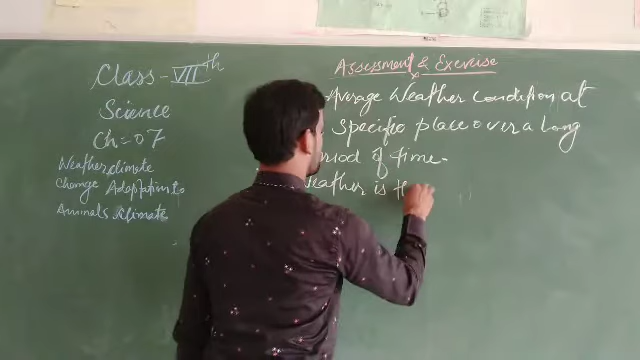 Class - VIIth
Science
Ch = 07
Weather, climate
Change Adaptation to
Animals climate
Assessment & Exercise
Average Weather Condition at
Specific place over a long
period of time.
Weather is t